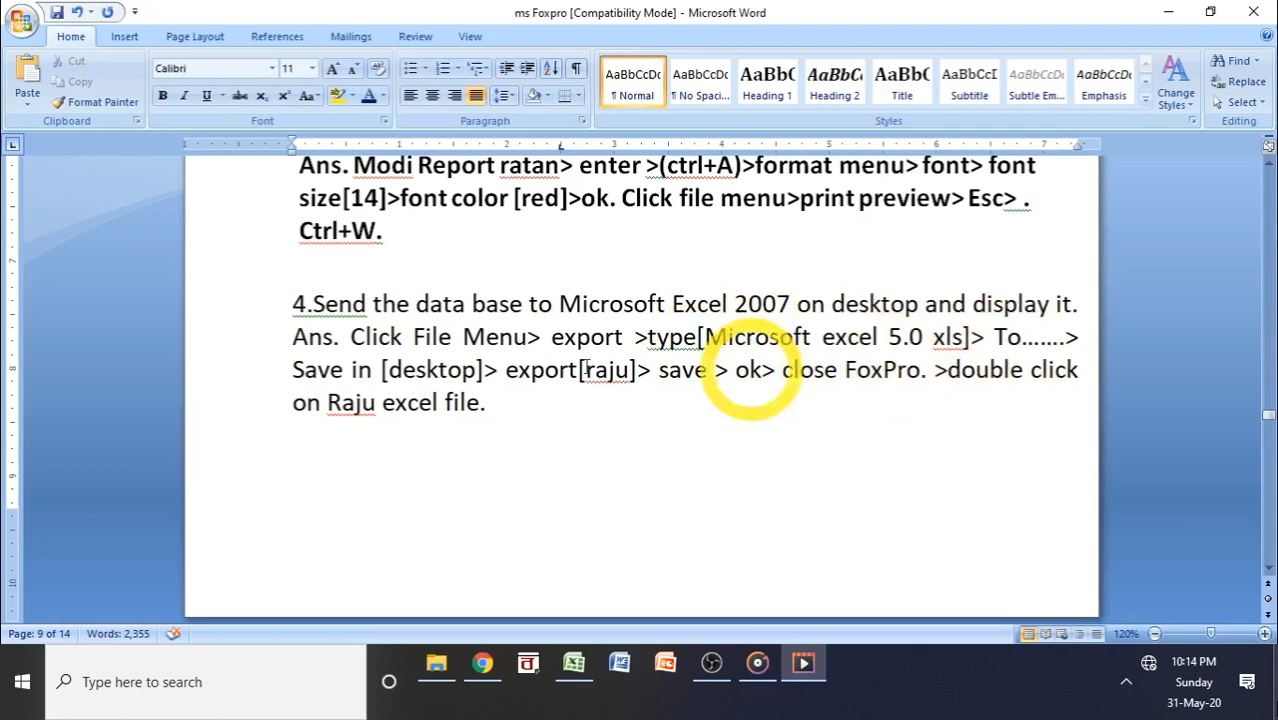 ms Foxpro [Compatibility Mode] - Microsoft Word
Home Insert Page Layout References Mailings Review View
Cut
Copy
Paste
Format Painter
Clipboard
Calibri 11
Font
Paragraph
AaBbCcDc AaBbCcDc AaBbC AaBbCc AaBbC AaBbCcI AaBbCcDc AaBbCcDc
¶ Normal ¶ No Spaci... Heading 1 Heading 2 Title Subtitle Subtle Em... Emphasis
Styles
Change Styles
Find
Replace
Select
Editing
Ans. Modi Report ratan> enter >(ctrl+A)>format menu> font> font
size[14]>font color [red]>ok. Click file menu>print preview> Esc> .
Ctrl+W.
4.Send the data base to Microsoft Excel 2007 on desktop and display it.
Ans. Click File Menu> export >type[Microsoft excel 5.0 xls]> To.......>
Save in [desktop]> export[raju]> save > ok> close FoxPro. >double click
on Raju excel file.
Page: 9 of 14 Words: 2,355 120%
Type here to search
10:14 PM
Sunday
31-May-20